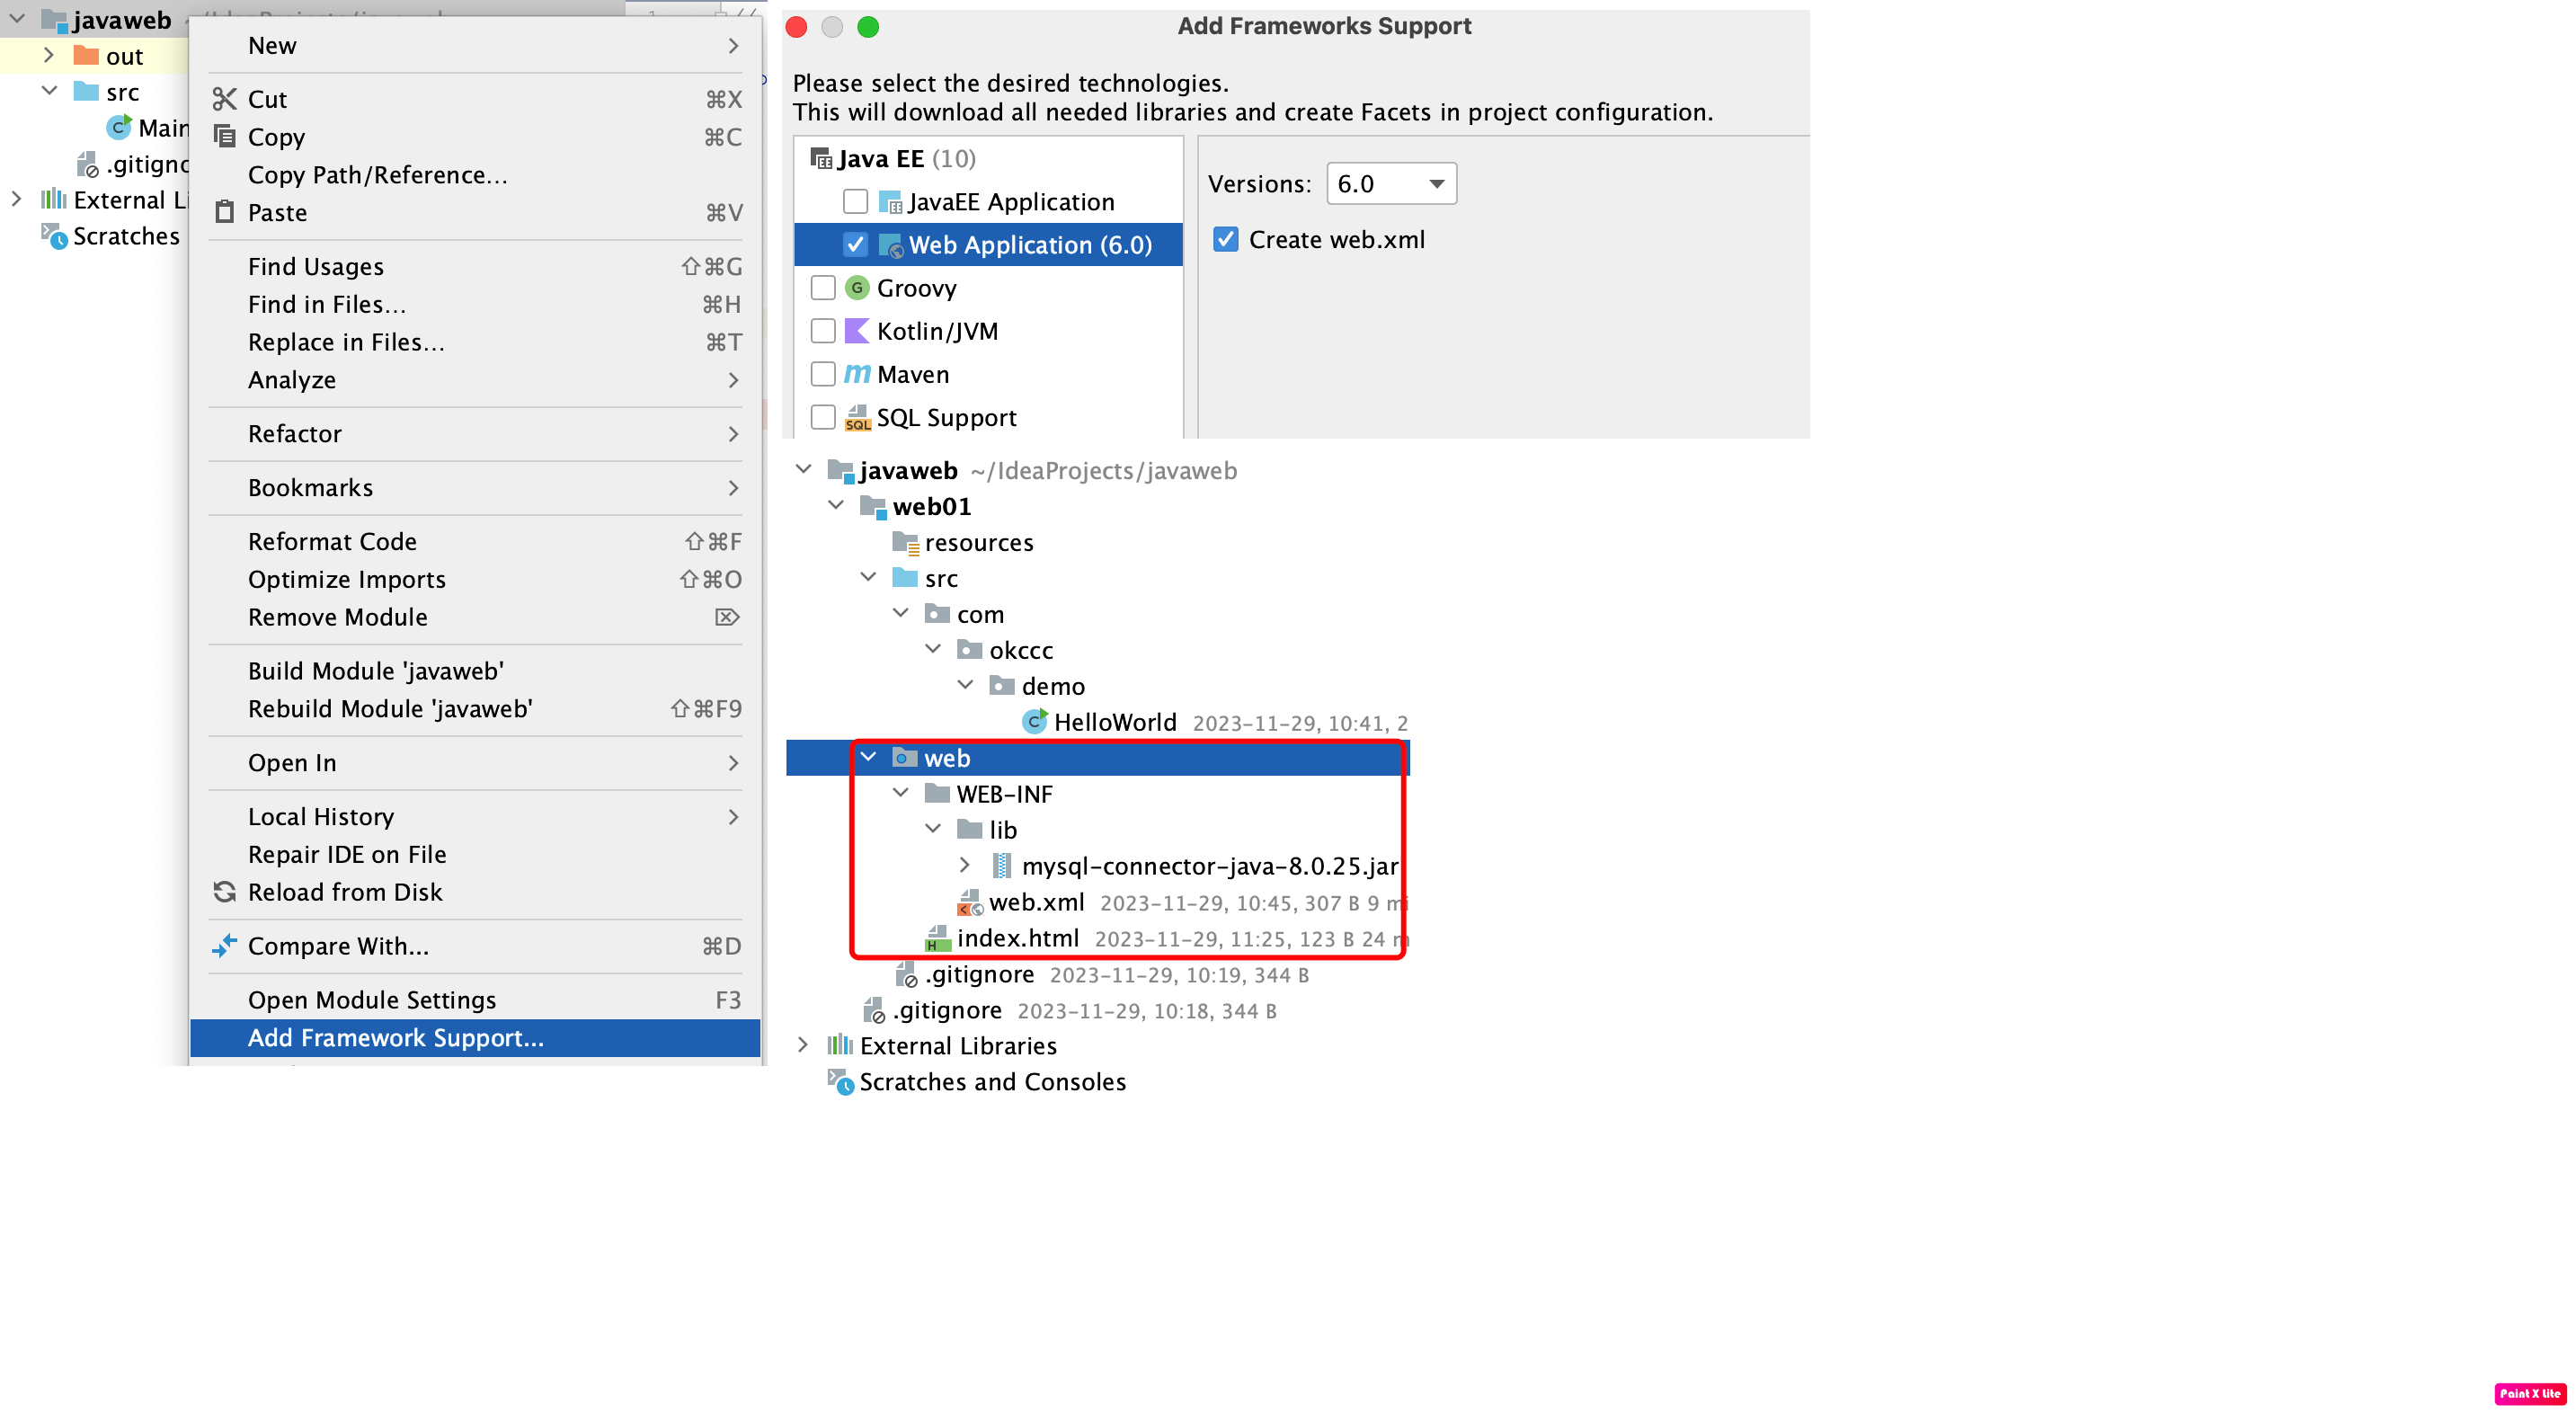 javaweb
out
src
Main
.gitigno
External Li
Scratches
New
Cut ⌘X
Copy ⌘C
Copy Path/Reference...
Paste ⌘V
Find Usages ⇧⌘G
Find in Files... ⌘H
Replace in Files... ⌘T
Analyze
Refactor
Bookmarks
Reformat Code ⇧⌘F
Optimize Imports ⇧⌘O
Remove Module ⌦
Build Module 'javaweb'
Rebuild Module 'javaweb' ⇧⌘F9
Open In
Local History
Repair IDE on File
Reload from Disk
Compare With... ⌘D
Open Module Settings F3
Add Framework Support...
Add Frameworks Support
Please select the desired technologies.
This will download all needed libraries and create Facets in project configuration.
Java EE (10)
JavaEE Application
Web Application (6.0)
Groovy
Kotlin/JVM
Maven
SQL Support
Versions: 6.0
Create web.xml
javaweb ~/IdeaProjects/javaweb
web01
resources
src
com
okccc
demo
HelloWorld 2023-11-29, 10:41, 2
web
WEB-INF
lib
mysql-connector-java-8.0.25.jar
web.xml 2023-11-29, 10:45, 307 B 9 mi
index.html 2023-11-29, 11:25, 123 B 24 m
.gitignore 2023-11-29, 10:19, 344 B
.gitignore 2023-11-29, 10:18, 344 B
External Libraries
Scratches and Consoles
Paint X Lite